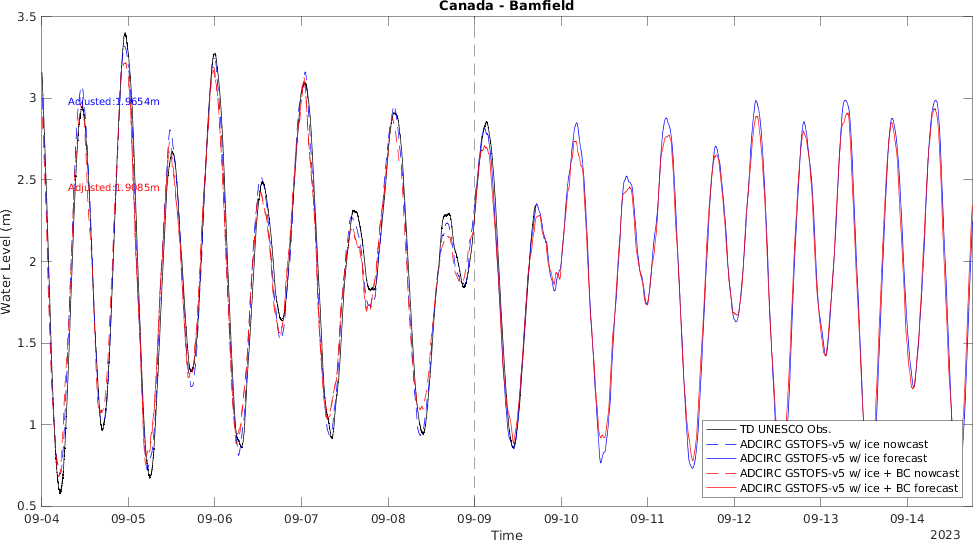 Canada - Bamfield
3.5
3
2.5
2
1.5
1
0.5
Water Level (m)
Adjusted:1.9654m
Adjusted:1.9085m
TD UNESCO Obs.
ADCIRC GSTOFS-v5 w/ ice nowcast
ADCIRC GSTOFS-v5 w/ ice forecast
ADCIRC GSTOFS-v5 w/ ice + BC nowcast
ADCIRC GSTOFS-v5 w/ ice + BC forecast
09-04 09-05 09-06 09-07 09-08 09-09 09-10 09-11 09-12 09-13 09-14
Time
2023